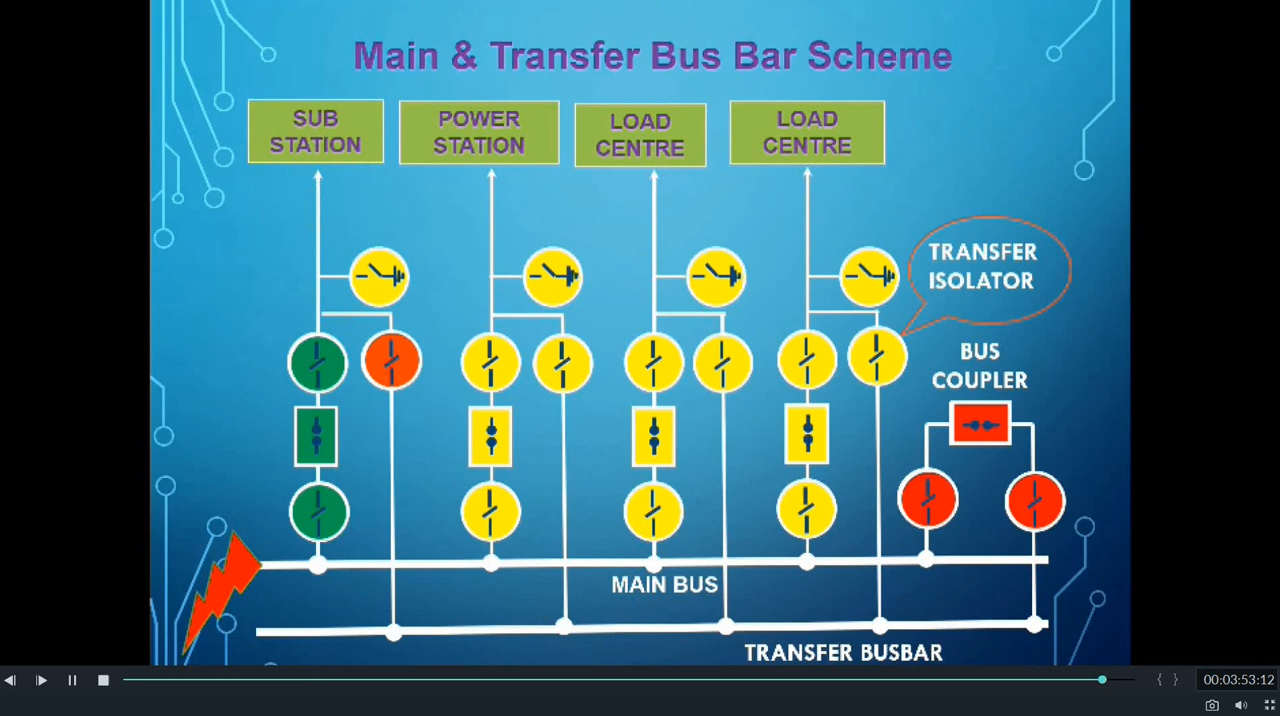 Main & Transfer Bus Bar Scheme
SUB
STATION
POWER
STATION
LOAD
CENTRE
LOAD
CENTRE
TRANSFER
ISOLATOR
BUS
COUPLER
MAIN BUS
TRANSFER BUSBAR
00:03:53:12